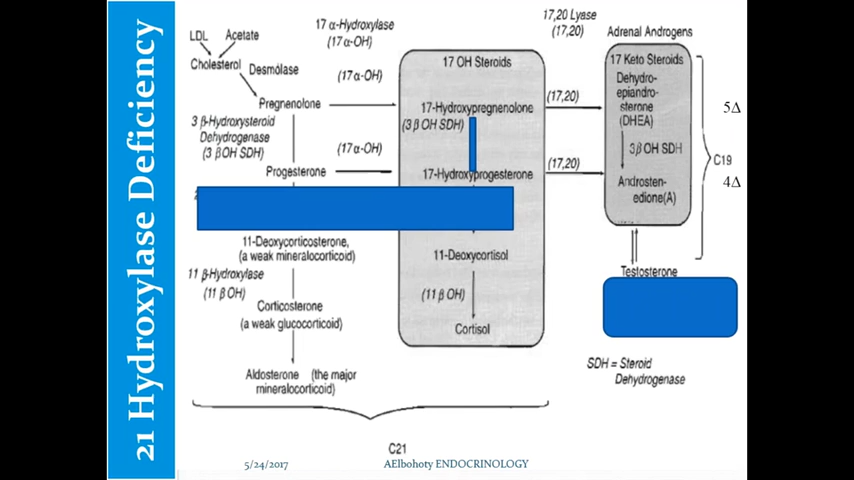 21 Hydroxylase Deficiency
LDL Acetate
Cholesterol
Desmölase
Pregnenolone
17 α-Hydroxylase
(17 α-OH)
(17 α-OH)
3 β-Hydroxysteroid
Dehydrogenase
(3 β OH SDH)
(17 α-OH)
Progesterone
11-Deoxycorticosterone,
(a weak mineralocorticoid)
11 β-Hydroxylase
(11 β OH)
Corticosterone
(a weak glucocorticoid)
Aldosterone (the major
mineralocorticoid)
17 OH Steroids
17-Hydroxypregnenolone
(3 β OH SDH)
17-Hydroxyprogesterone
11-Deoxycortisol
(11 β OH)
Cortisol
17,20 Lyase
(17,20)
(17,20)
(17,20)
Adrenal Androgens
17 Keto Steroids
Dehydro-
epiandro-
sterone
(DHEA)
3β OH SDH
Androsten-
edione(A)
5Δ
C19
4Δ
Testosterone
SDH = Steroid
Dehydrogenase
C21
5/24/2017
AElbohoty ENDOCRINOLOGY